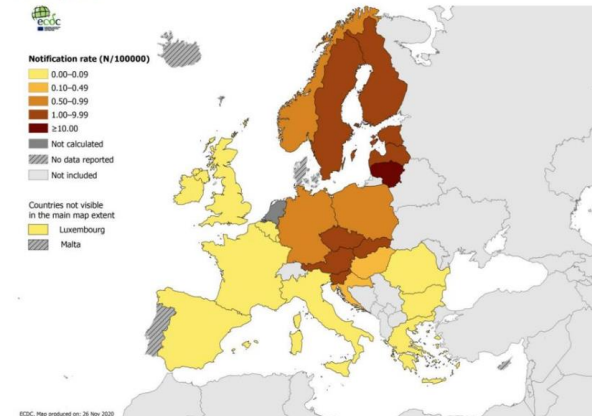 ecdc
Notification rate (N/100000)
0.00–0.09
0.10–0.49
0.50–0.99
1.00–9.99
≥10.00
Not calculated
No data reported
Not included
Countries not visible
in the main map extent
Luxembourg
Malta
ECDC. Map produced on: 26 Nov 2020